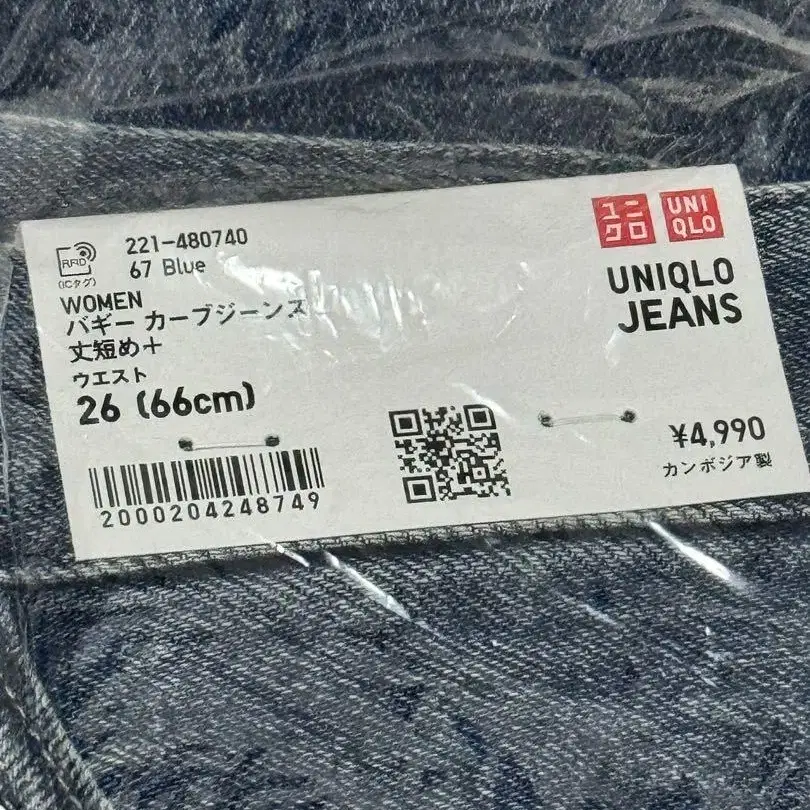 RFID
(ICタグ)
221-480740
67 Blue
WOMEN
バギー カーブジーンズ
丈短め+
ウエスト
26 (66cm)
2000204248749
ユニ
クロ
UNI
QLO
UNIQLO
JEANS
¥4,990
カンボジア製